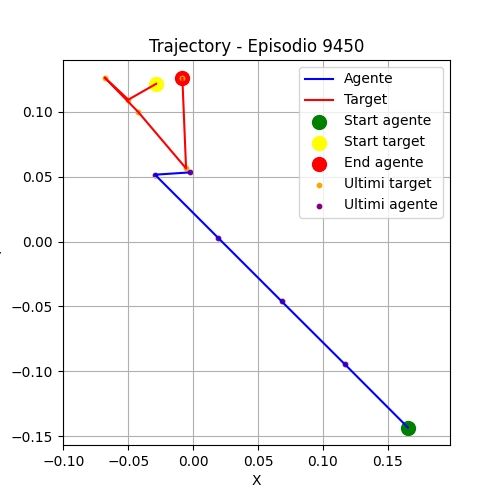 Trajectory - Episodio 9450
Agente
Target
Start agente
Start target
End agente
Ultimi target
Ultimi agente
0.10
0.05
0.00
−0.05
−0.10
−0.15
−0.10
−0.05
0.00
0.05
0.10
0.15
X